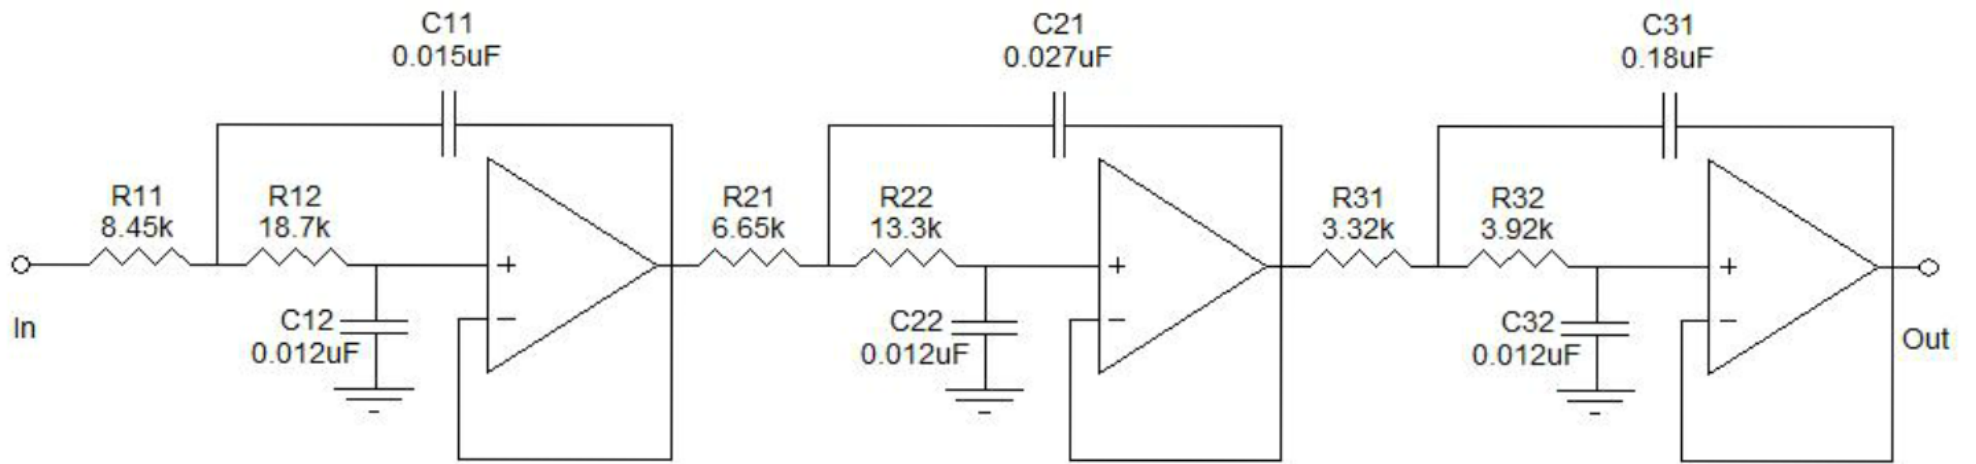 C11
0.015uF
C21
0.027uF
C31
0.18uF
R11
8.45k
R12
18.7k
R21
6.65k
R22
13.3k
R31
3.32k
R32
3.92k
+
+
+
−
−
−
In
C12
0.012uF
C22
0.012uF
C32
0.012uF
Out